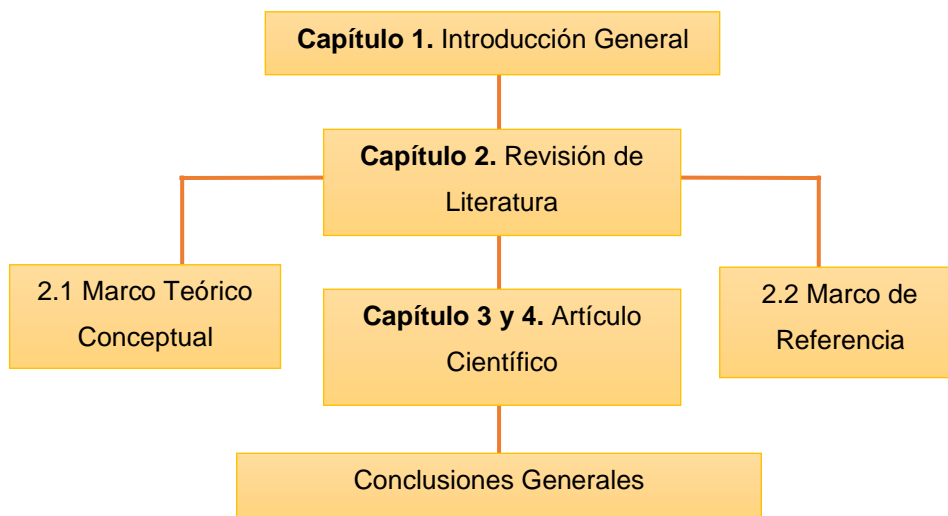 Capítulo 1. Introducción General
Capítulo 2. Revisión de
Literatura
2.1 Marco Teórico
Conceptual
Capítulo 3 y 4. Artículo
Científico
2.2 Marco de
Referencia
Conclusiones Generales